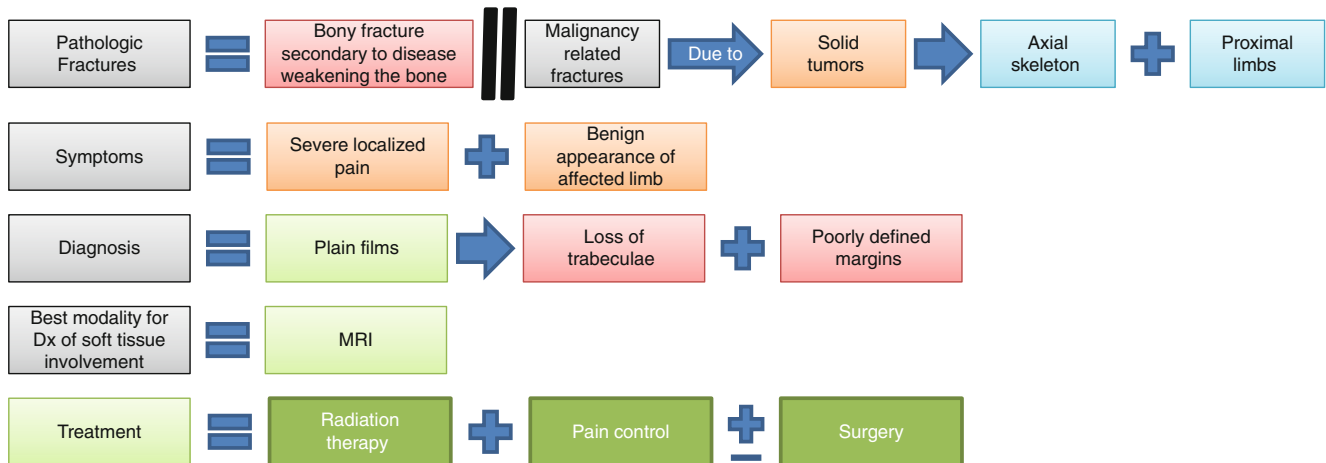 Pathologic
Fractures
Bony fracture
secondary to disease
weakening the bone
Malignancy
related
fractures
Due to
Solid
tumors
Axial
skeleton
Proximal
limbs
Symptoms
Severe localized
pain
Benign
appearance of
affected limb
Diagnosis
Plain films
Loss of
trabeculae
Poorly defined
margins
Best modality for
Dx of soft tissue
involvement
MRI
Treatment
Radiation
therapy
Pain control
Surgery